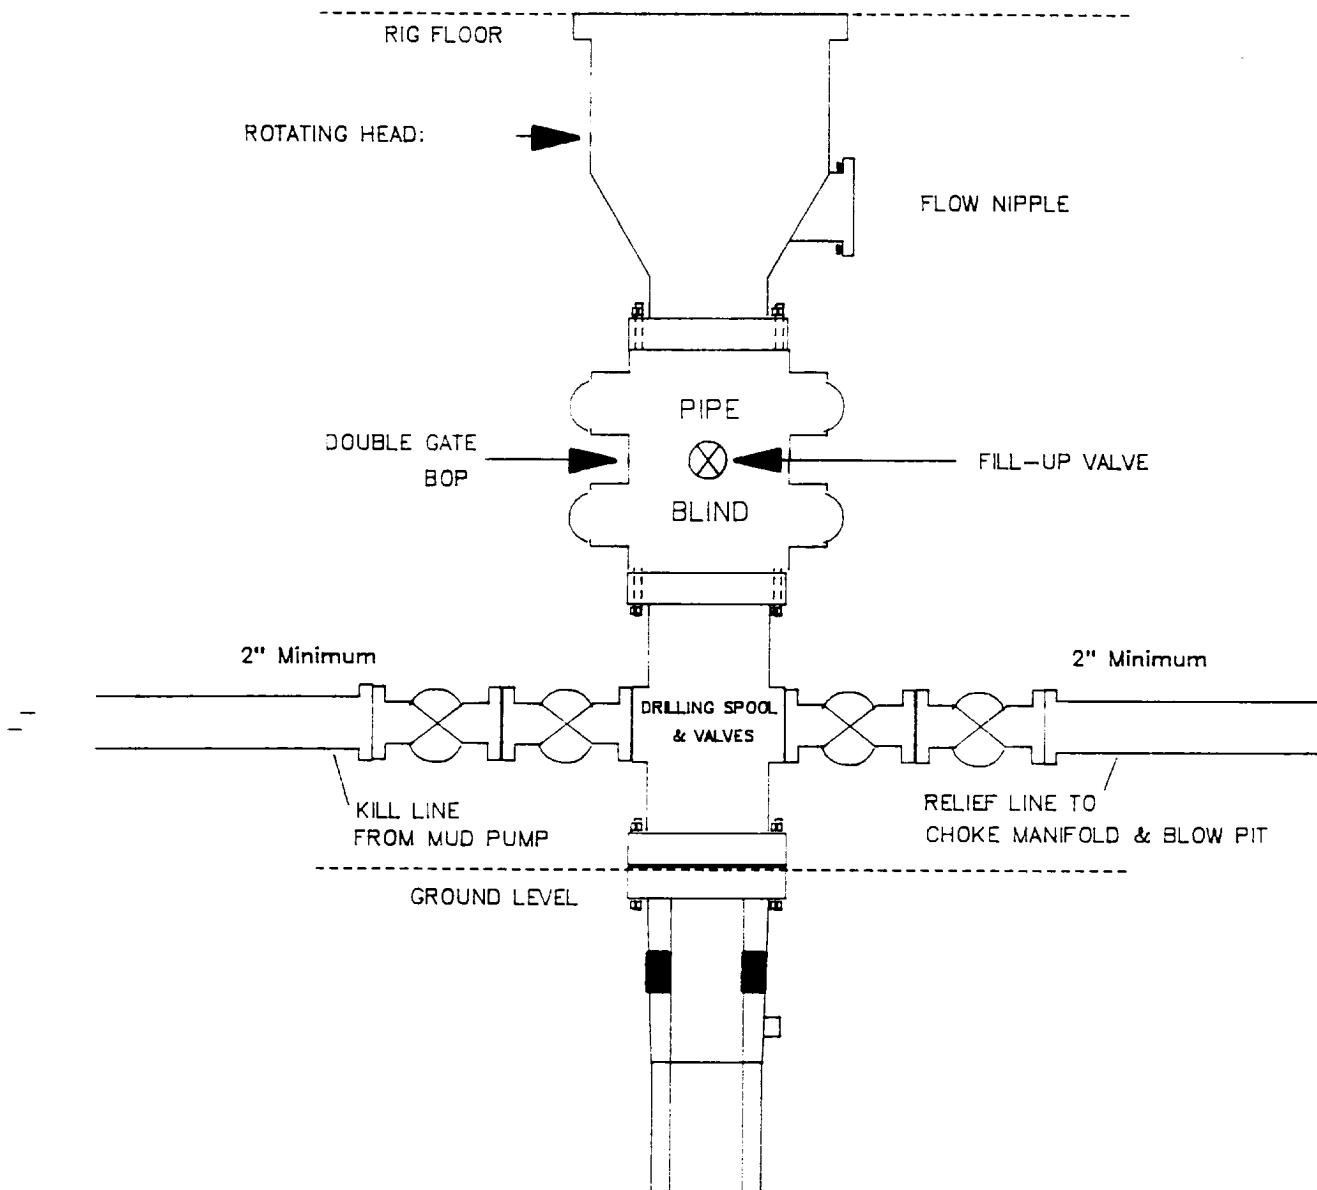 RIG FLOOR
ROTATING HEAD:
FLOW NIPPLE
PIPE
DOUBLE GATE
BOP
FILL-UP VALVE
BLIND
2" Minimum
2" Minimum
DRILLING SPOOL
& VALVES
KILL LINE
FROM MUD PUMP
RELIEF LINE TO
CHOKE MANIFOLD & BLOW PIT
GROUND LEVEL